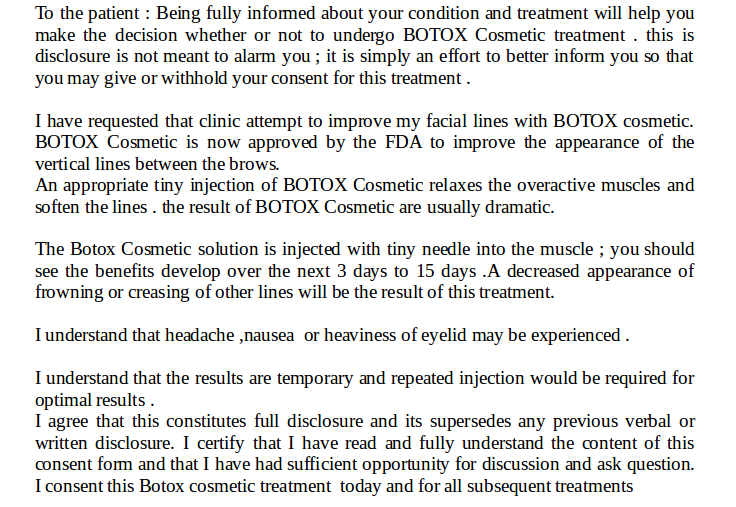 To the patient : Being fully informed about your condition and treatment will help you
make the decision whether or not to undergo BOTOX Cosmetic treatment . this is
disclosure is not meant to alarm you ; it is simply an effort to better inform you so that
you may give or withhold your consent for this treatment .
I have requested that clinic attempt to improve my facial lines with BOTOX cosmetic.
BOTOX Cosmetic is now approved by the FDA to improve the appearance of the
vertical lines between the brows.
An appropriate tiny injection of BOTOX Cosmetic relaxes the overactive muscles and
soften the lines . the result of BOTOX Cosmetic are usually dramatic.
The Botox Cosmetic solution is injected with tiny needle into the muscle ; you should
see the benefits develop over the next 3 days to 15 days .A decreased appearance of
frowning or creasing of other lines will be the result of this treatment.
I understand that headache ,nausea  or heaviness of eyelid may be experienced .
I understand that the results are temporary and repeated injection would be required for
optimal results .
I agree that this constitutes full disclosure and its supersedes any previous verbal or
written disclosure. I certify that I have read and fully understand the content of this
consent form and that I have had sufficient opportunity for discussion and ask question.
I consent this Botox cosmetic treatment  today and for all subsequent treatments